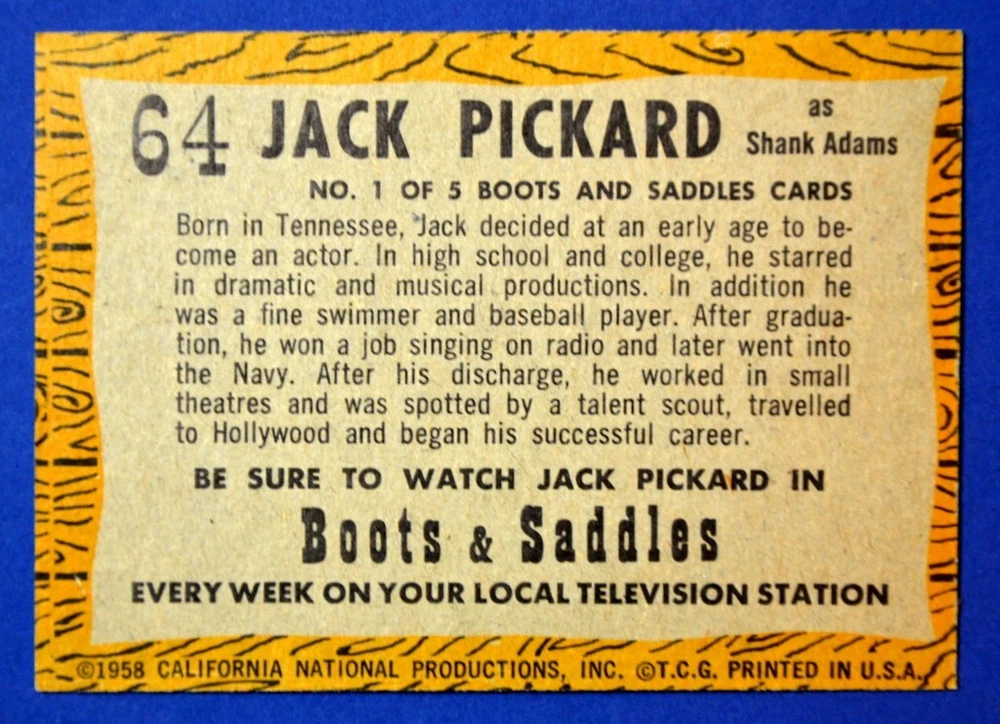 64 JACK PICKARD as Shank Adams
NO. 1 OF 5 BOOTS AND SADDLES CARDS
Born in Tennessee, Jack decided at an early age to be-
come an actor. In high school and college, he starred
in dramatic and musical productions. In addition he
was a fine swimmer and baseball player. After gradua-
tion, he won a job singing on radio and later went into
the Navy. After his discharge, he worked in small
theatres and was spotted by a talent scout, travelled
to Hollywood and began his successful career.
BE SURE TO WATCH JACK PICKARD IN
Boots & Saddles
EVERY WEEK ON YOUR LOCAL TELEVISION STATION
©1958 CALIFORNIA NATIONAL PRODUCTIONS, INC. ©T.C.G. PRINTED IN U.S.A.